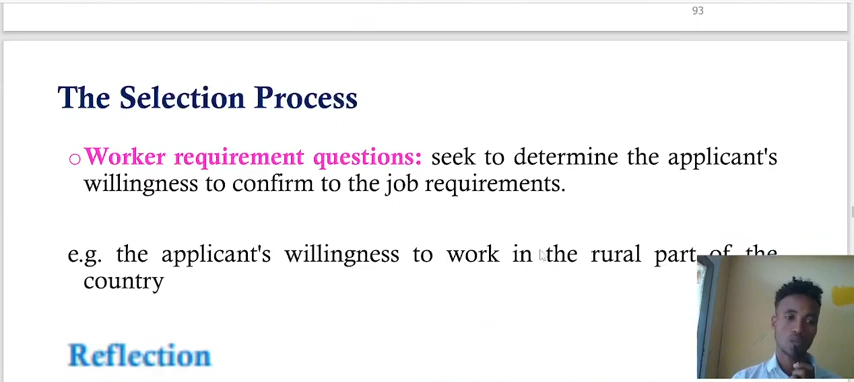 93
The Selection Process
○Worker requirement questions: seek to determine the applicant's
willingness to confirm to the job requirements.
e.g. the applicant's willingness to work in the rural part of the
country
Reflection